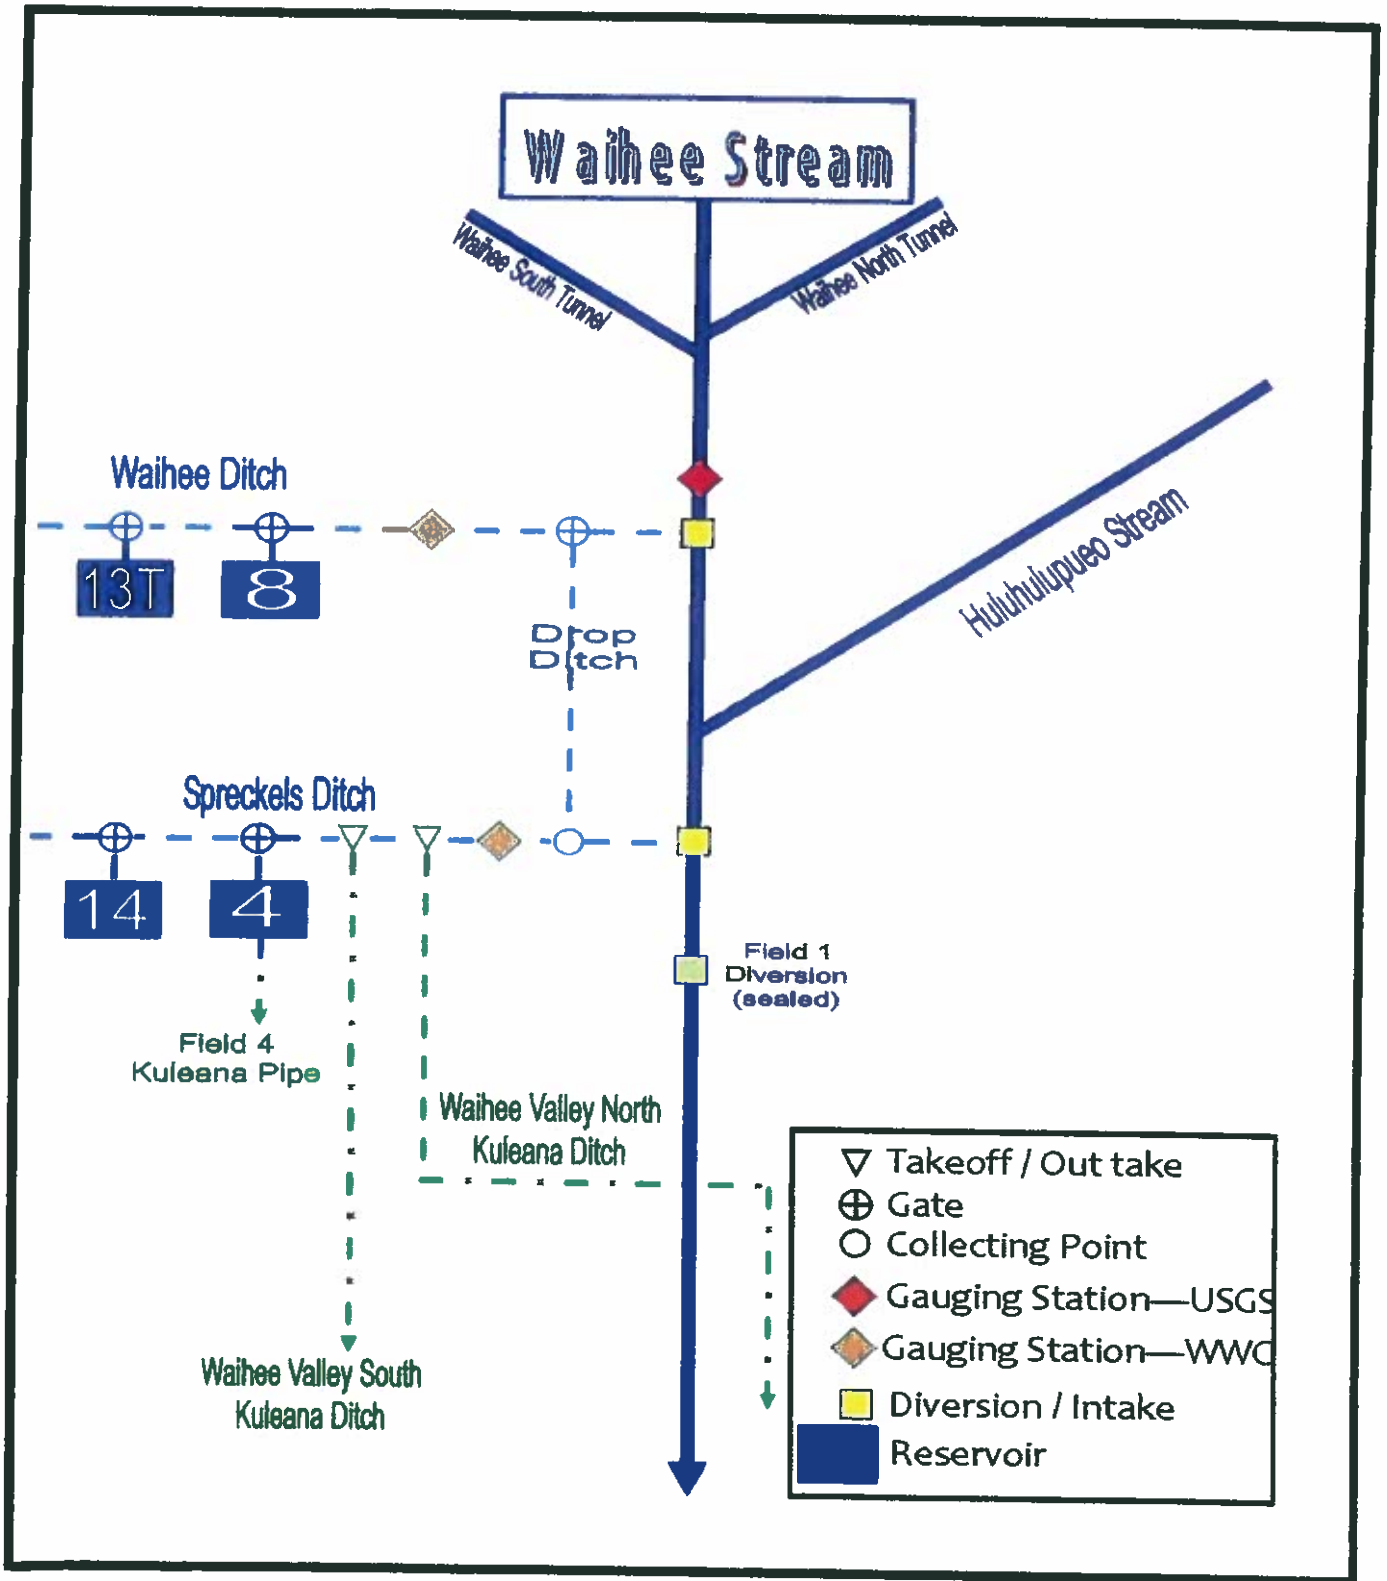 Waihee Stream
Waihee South Tunnel
Waihee North Tunnel
Waihee Ditch
13T
8
Huluhulupueo Stream
Drop
Ditch
Spreckels Ditch
14
4
Field 1
Diversion
(sealed)
Field 4
Kuleana Pipe
Waihee Valley North
Kuleana Ditch
Waihee Valley South
Kuleana Ditch
Takeoff / Out take
Gate
Collecting Point
Gauging Station—USGS
Gauging Station—WWC
Diversion / Intake
Reservoir